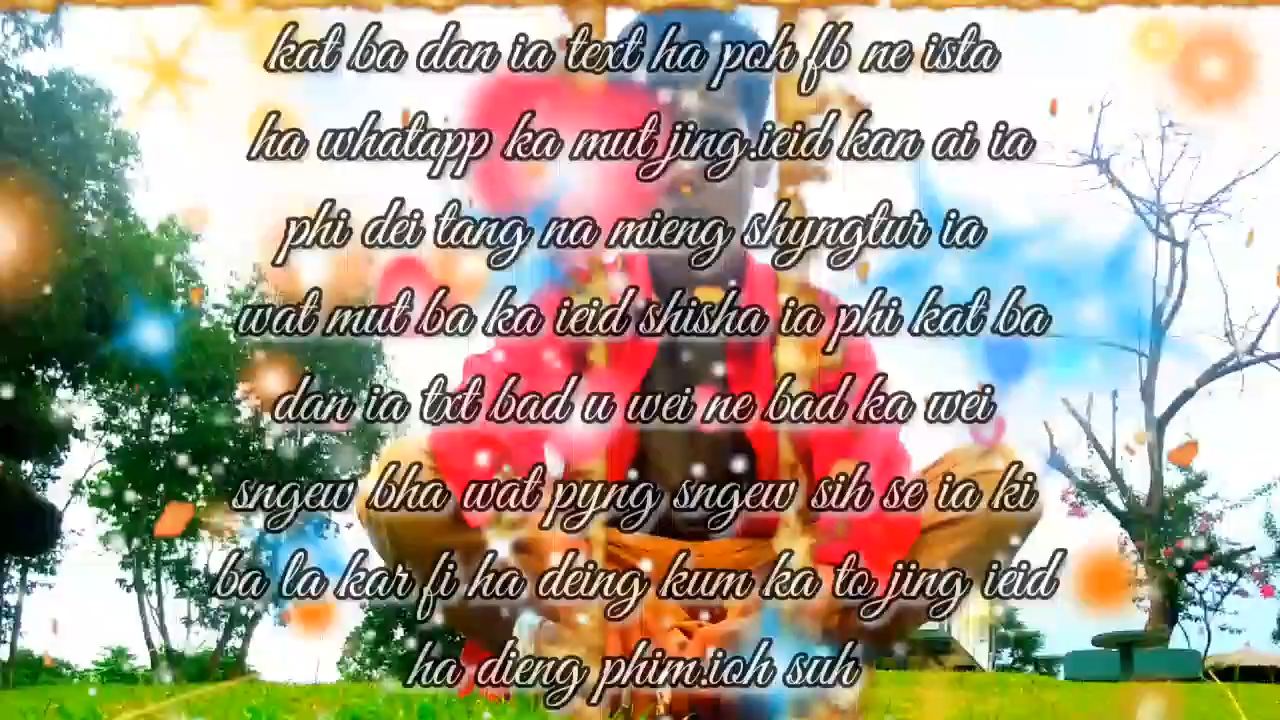 kat ba dan ia text ha poh fb ne ista
ha whatapp ka mut jing.ieid kan ai ia
phi dei tang na mieng shyngtur ia
wat mut ba ka ieid shisha ia phi kat ba
dan ia txt bad u wei ne bad ka wei
sngew bha wat pyng sngew sih se ia ki
ba la kar fi ha deing kum ka to jing ieid
ha dieng phim.ioh suh